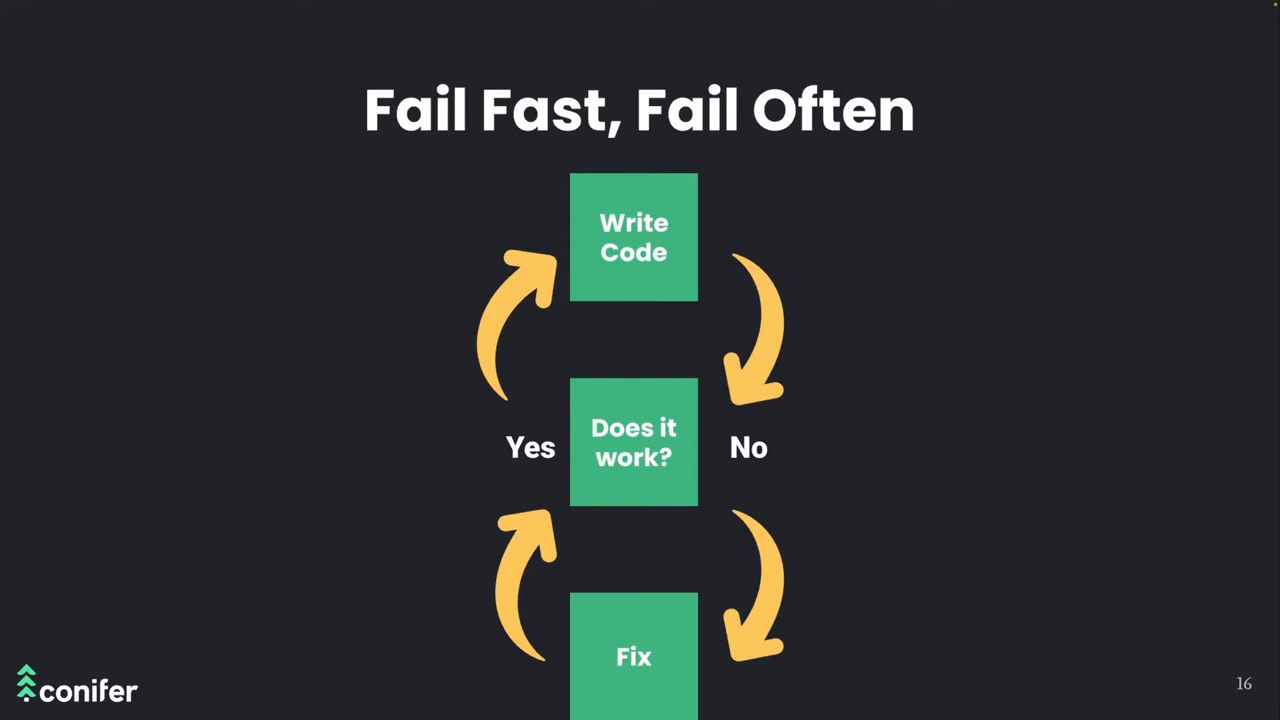 Fail Fast, Fail Often
Write
Code
Yes
Does it
work?
No
Fix
conifer
16